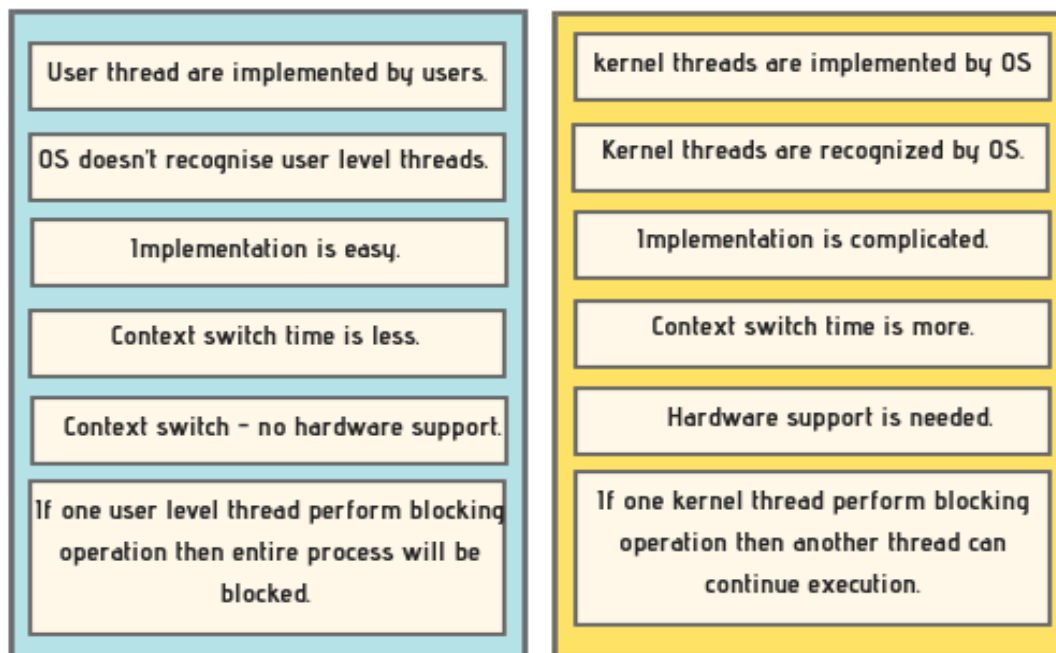 User thread are implemented by users.
OS doesn't recognise user level threads.
Implementation is easy.
Context switch time is less.
Context switch - no hardware support.
If one user level thread perform blocking
operation then entire process will be
blocked.
kernel threads are implemented by OS
Kernel threads are recognized by OS.
Implementation is complicated.
Context switch time is more.
Hardware support is needed.
If one kernel thread perform blocking
operation then another thread can
continue execution.